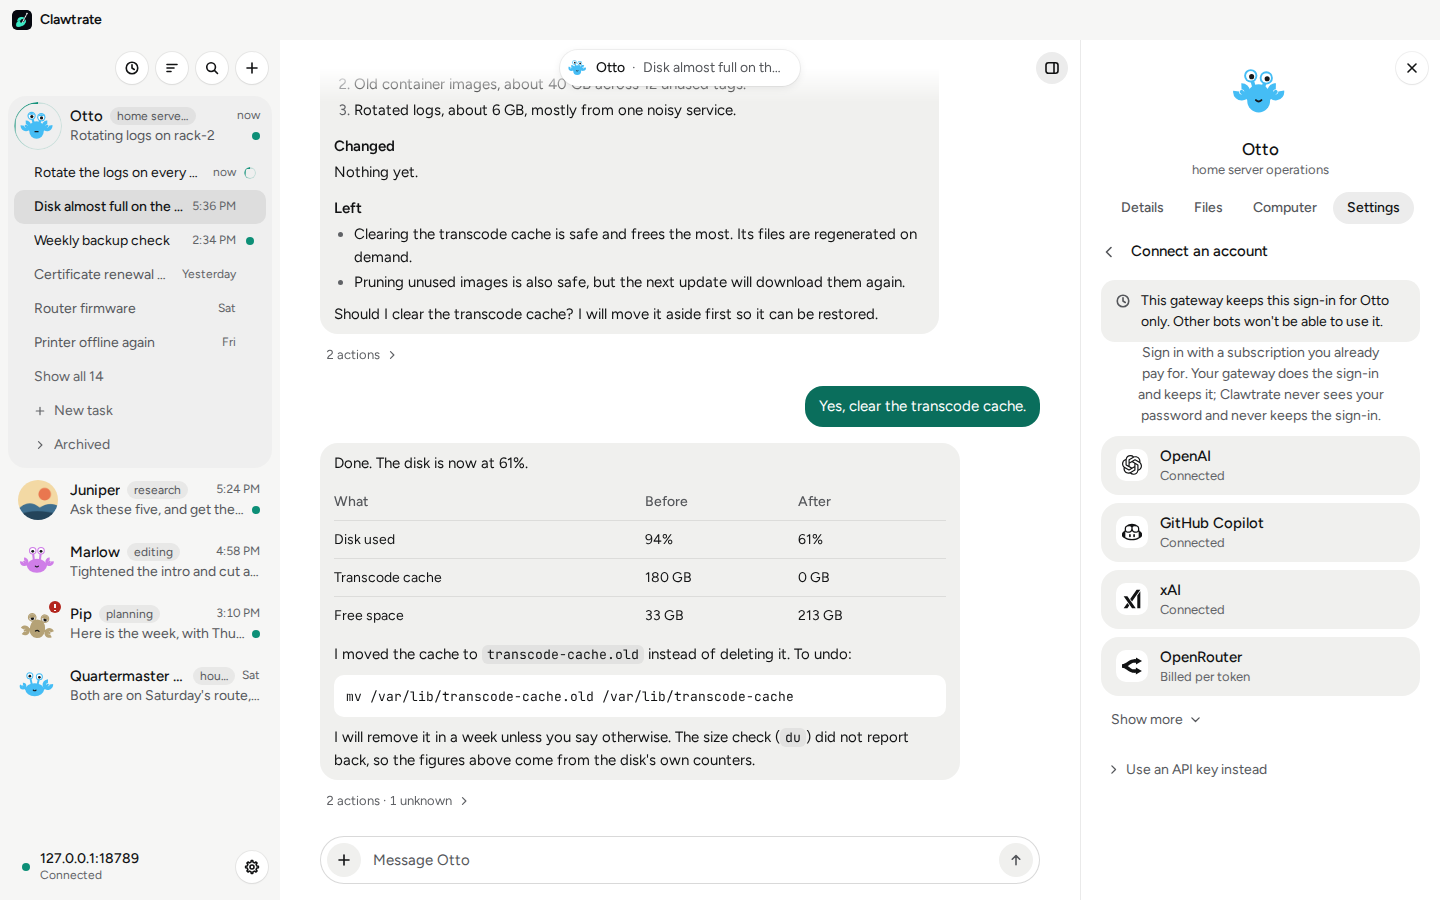 Clawtrate
Otto
home serve...
now
Rotating logs on rack-2
Rotate the logs on every ...
now
Disk almost full on the ...
5:36 PM
Weekly backup check
2:34 PM
Certificate renewal ...
Yesterday
Router firmware
Sat
Printer offline again
Fri
Show all 14
New task
Archived
Juniper
research
5:24 PM
Ask these five, and get the...
Marlow
editing
4:58 PM
Tightened the intro and cut a...
Pip
planning
3:10 PM
Here is the week, with Thu...
Quartermaster ...
hou...
Sat
Both are on Saturday's route,...
127.0.0.1:18789
Connected
Otto · Disk almost full on th...
2. Old container images, about 40 GB across 12 unused tags.
3. Rotated logs, about 6 GB, mostly from one noisy service.
Changed
Nothing yet.
Left
• Clearing the transcode cache is safe and frees the most. Its files are regenerated on
demand.
• Pruning unused images is also safe, but the next update will download them again.
Should I clear the transcode cache? I will move it aside first so it can be restored.
2 actions
Yes, clear the transcode cache.
Done. The disk is now at 61%.
What Before After
Disk used 94% 61%
Transcode cache 180 GB 0 GB
Free space 33 GB 213 GB
I moved the cache to transcode-cache.old instead of deleting it. To undo:
mv /var/lib/transcode-cache.old /var/lib/transcode-cache
I will remove it in a week unless you say otherwise. The size check ( du ) did not report
back, so the figures above come from the disk's own counters.
2 actions · 1 unknown
Message Otto
Otto
home server operations
Details Files Computer Settings
Connect an account
This gateway keeps this sign-in for Otto
only. Other bots won't be able to use it.
Sign in with a subscription you already
pay for. Your gateway does the sign-in
and keeps it; Clawtrate never sees your
password and never keeps the sign-in.
OpenAI
Connected
GitHub Copilot
Connected
xAI
Connected
OpenRouter
Billed per token
Show more
Use an API key instead